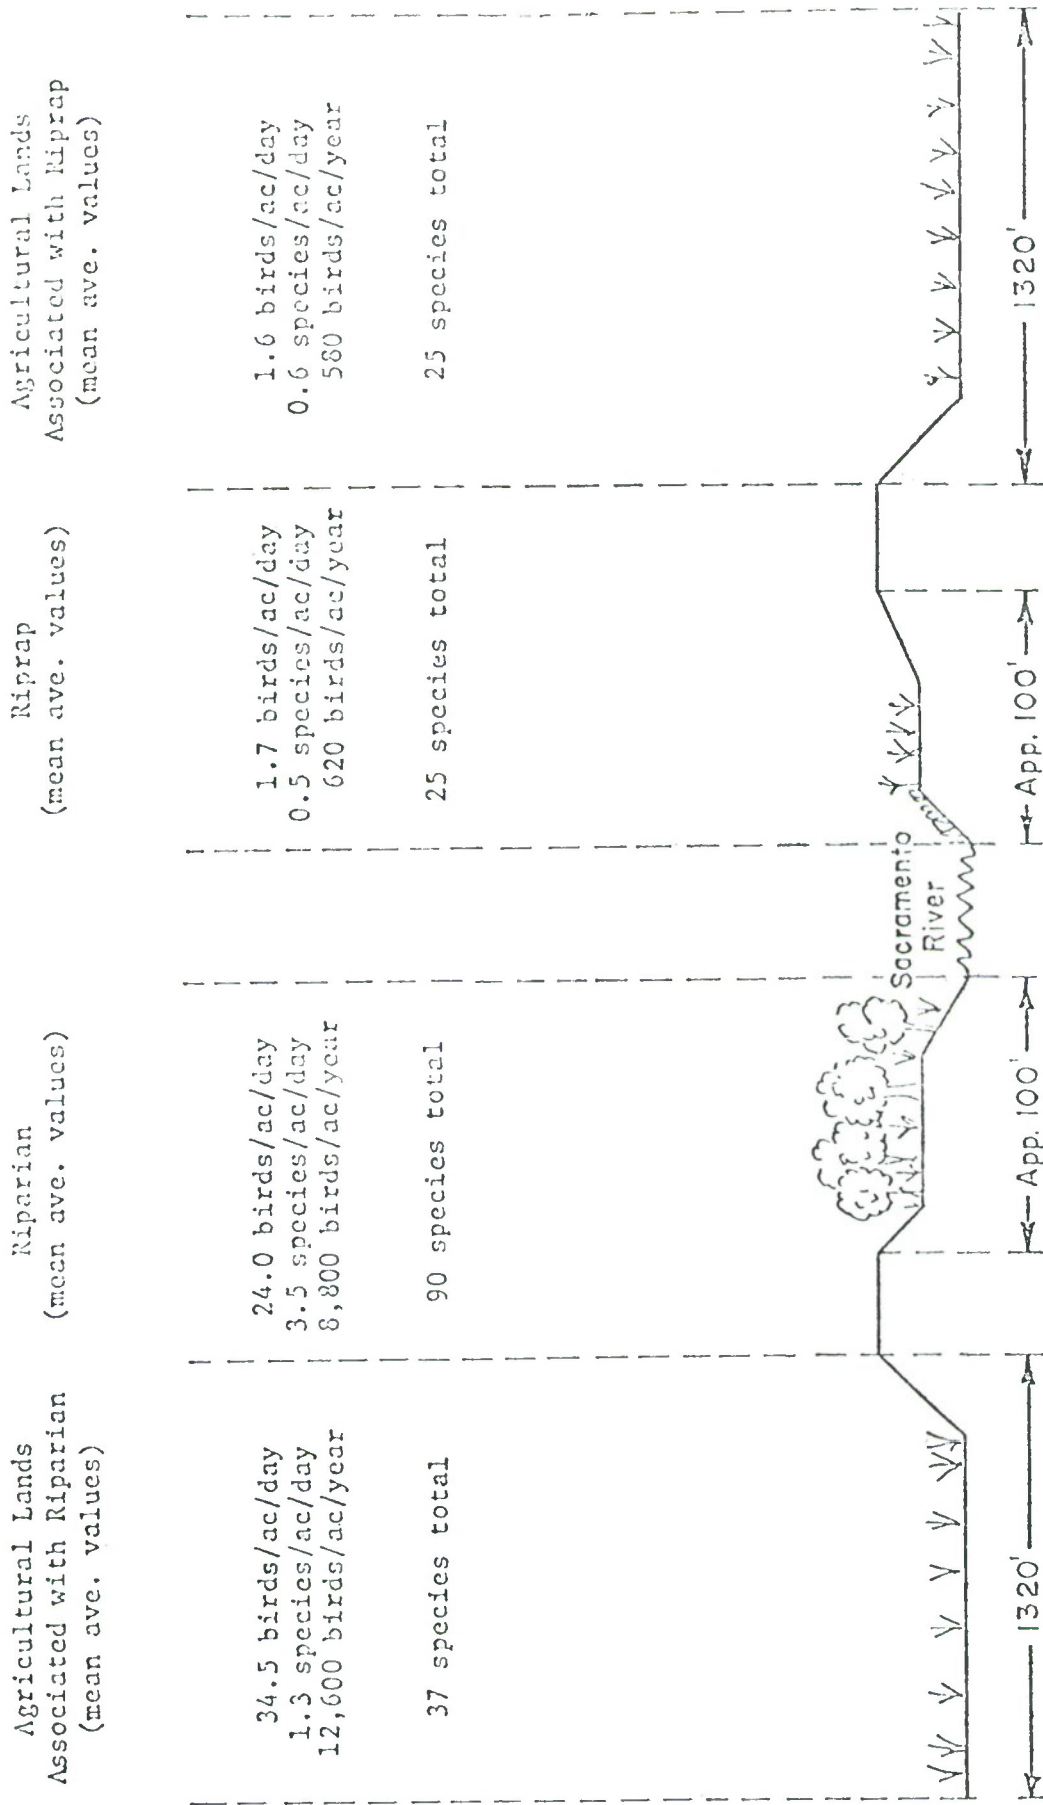 Agricultural Lands
Associated with Riparian
(mean ave. values)
34.5 birds/ac/day
1.3 species/ac/day
12,600 birds/ac/year
37 species total
Riparian
(mean ave. values)
24.0 birds/ac/day
3.5 species/ac/day
8,800 birds/ac/year
90 species total
Riprap
(mean ave. values)
1.7 birds/ac/day
0.5 species/ac/day
620 birds/ac/year
25 species total
Agricultural Lands
Associated with Riprap
(mean ave. values)
1.6 birds/ac/day
0.6 species/ac/day
580 birds/ac/year
25 species total
Sacramento
River
1320'
App. 100'
App. 100'
1320'